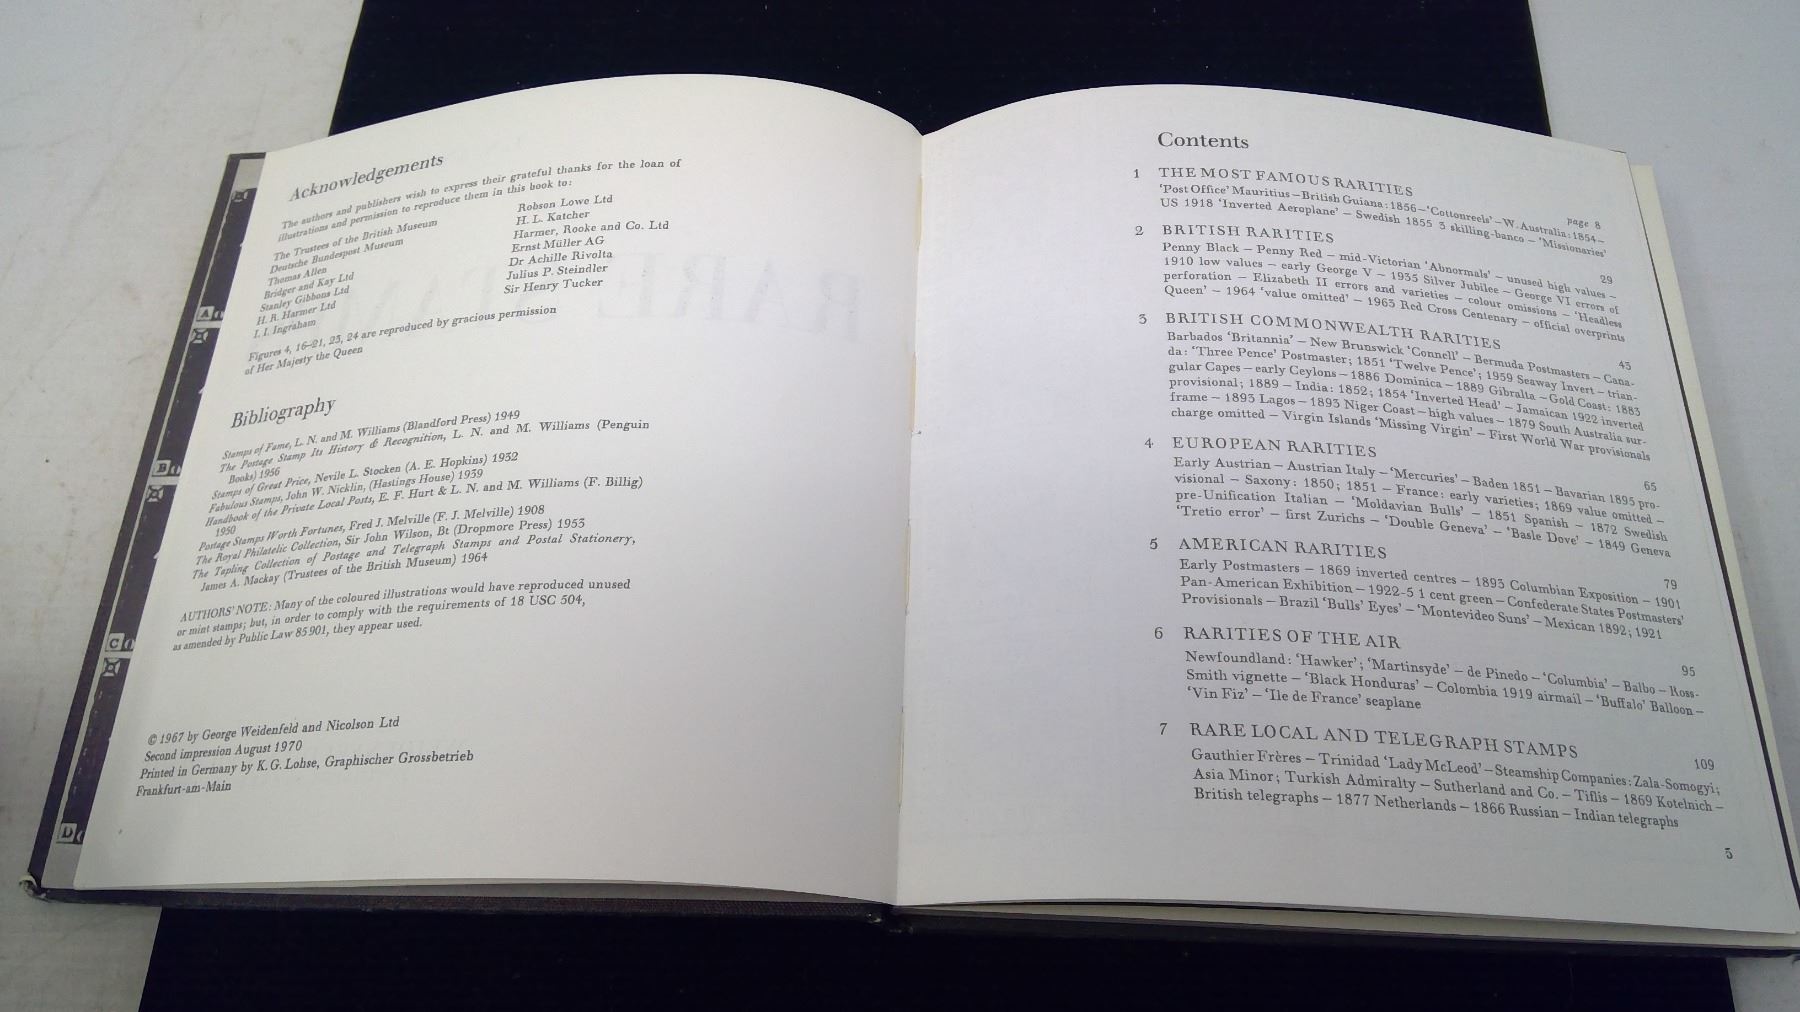 Acknowledgements
The authors and publishers wish to express their grateful thanks for the loan of
illustrations and permission to reproduce them in this book to:
The Trustees of the British Museum
Deutsche Bundespost Museum
Thomas Allen
Bridger and Kay Ltd
Stanley Gibbons Ltd
H. R. Harmer Ltd
I. I. Ingraham
Robson Lowe Ltd
H. L. Katcher
Harmer, Rooke and Co. Ltd
Ernst Müller AG
Dr Achille Rivolta
Julius P. Steindler
Sir Henry Tucker
Figures 4, 16–21, 23, 24 are reproduced by gracious permission
of Her Majesty the Queen
Bibliography
Stamps of Fame, L. N. and M. Williams (Blandford Press) 1949
The Postage Stamp Its History & Recognition, L. N. and M. Williams (Penguin
Books) 1956
Stamps of Great Price, Nevile L. Stocken (A. E. Hopkins) 1932
Fabulous Stamps, John W. Nicklin, (Hastings House) 1939
Handbook of the Private Local Posts, E. F. Hurt & L. N. and M. Williams (F. Billig)
1950
Postage Stamps Worth Fortunes, Fred J. Melville (F. J. Melville) 1908
The Royal Philatelic Collection, Sir John Wilson, Bt (Dropmore Press) 1953
The Tapling Collection of Postage and Telegraph Stamps and Postal Stationery,
James A. Mackay (Trustees of the British Museum) 1964
AUTHORS' NOTE: Many of the coloured illustrations would have reproduced unused
or mint stamps; but, in order to comply with the requirements of 18 USC 504,
as amended by Public Law 85901, they appear used.
© 1967 by George Weidenfeld and Nicolson Ltd
Second impression August 1970
Printed in Germany by K. G. Lohse, Graphischer Grossbetrieb
Frankfurt-am-Main
Contents
1 THE MOST FAMOUS RARITIES page 8
'Post Office' Mauritius – British Guiana: 1856 – 'Cottonreels' – W. Australia: 1854 –
US 1918 'Inverted Aeroplane' – Swedish 1855 3 skilling-banco – 'Missionaries'
2 BRITISH RARITIES 29
Penny Black – Penny Red – mid-Victorian 'Abnormals' – unused high values –
1910 low values – early George V – 1935 Silver Jubilee – George VI errors of
perforation – Elizabeth II errors and varieties – colour omissions – 'Headless
Queen' – 1964 'value omitted' – 1963 Red Cross Centenary – official overprints
3 BRITISH COMMONWEALTH RARITIES 43
Barbados 'Britannia' – New Brunswick 'Connell' – Bermuda Postmasters – Cana-
da: 'Three Pence' Postmaster; 1851 'Twelve Pence'; 1959 Seaway Invert – trian-
gular Capes – early Ceylons – 1886 Dominica – 1889 Gibralta – Gold Coast: 1883
provisional; 1889 – India: 1852; 1854 'Inverted Head' – Jamaican 1922 inverted
frame – 1893 Lagos – 1893 Niger Coast – high values – 1879 South Australia sur-
charge omitted – Virgin Islands 'Missing Virgin' – First World War provisionals
4 EUROPEAN RARITIES 65
Early Austrian – Austrian Italy – 'Mercuries' – Baden 1851 – Bavarian 1895 pro-
visional – Saxony: 1850; 1851 – France: early varieties; 1869 value omitted –
pre-Unification Italian – 'Moldavian Bulls' – 1851 Spanish – 1872 Swedish
'Tretio error' – first Zurichs – 'Double Geneva' – 'Basle Dove' – 1849 Geneva
5 AMERICAN RARITIES 79
Early Postmasters – 1869 inverted centres – 1893 Columbian Exposition – 1901
Pan-American Exhibition – 1922-5 1 cent green – Confederate States Postmasters'
Provisionals – Brazil 'Bulls' Eyes' – 'Montevideo Suns' – Mexican 1892; 1921
6 RARITIES OF THE AIR 95
Newfoundland: 'Hawker'; 'Martinsyde' – de Pinedo – 'Columbia' – Balbo – Ross-
Smith vignette – 'Black Honduras' – Colombia 1919 airmail – 'Buffalo' Balloon –
'Vin Fiz' – 'Ile de France' seaplane
7 RARE LOCAL AND TELEGRAPH STAMPS 109
Gauthier Frères – Trinidad 'Lady McLeod' – Steamship Companies: Zala-Somogyi;
Asia Minor; Turkish Admiralty – Sutherland and Co. – Tiflis – 1869 Kotelnich –
British telegraphs – 1877 Netherlands – 1866 Russian – Indian telegraphs
5